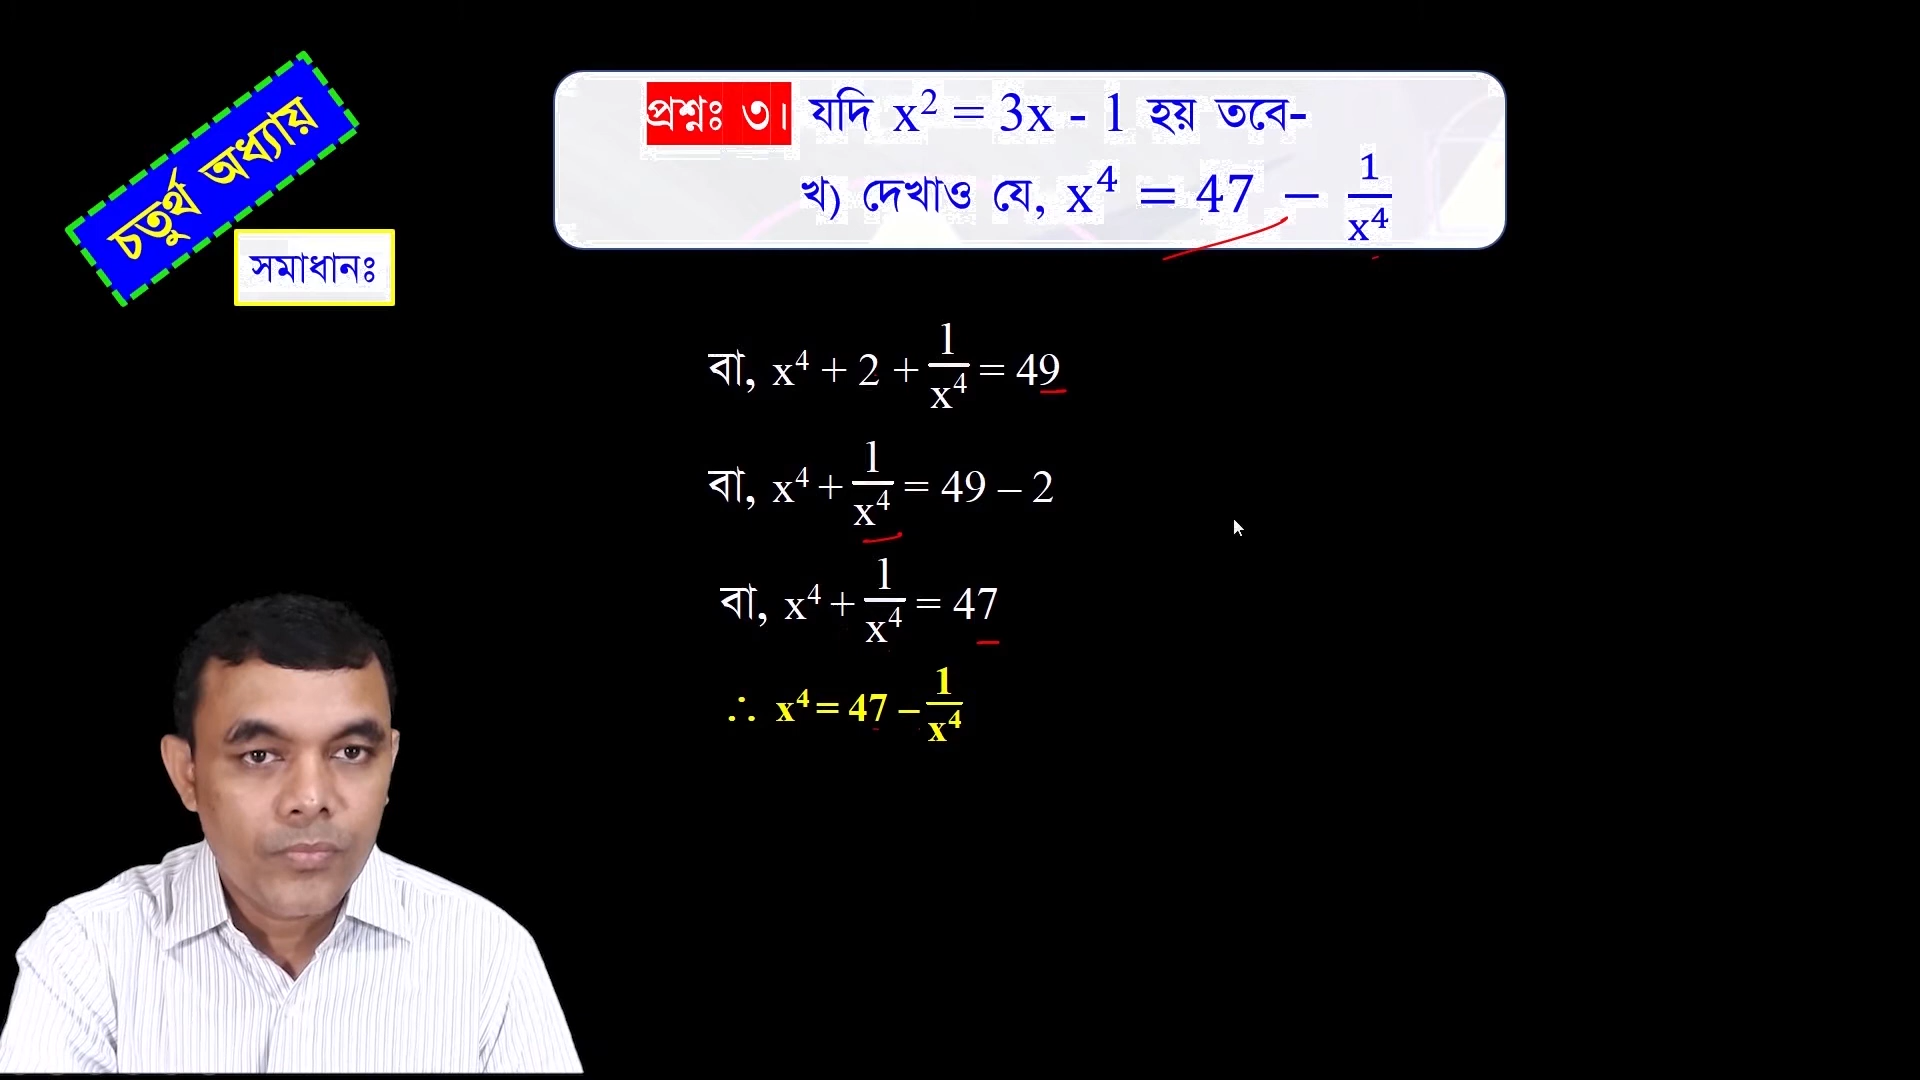 চতুর্থ অধ্যায়
প্রশ্নঃ ৩। যদি x² = 3x - 1 হয় তবে-
খ) দেখাও যে, x⁴ = 47 − 1/x⁴
সমাধানঃ
বা, x⁴ + 2 + 1/x⁴ = 49
বা, x⁴ + 1/x⁴ = 49 – 2
বা, x⁴ + 1/x⁴ = 47
∴ x⁴ = 47 – 1/x⁴